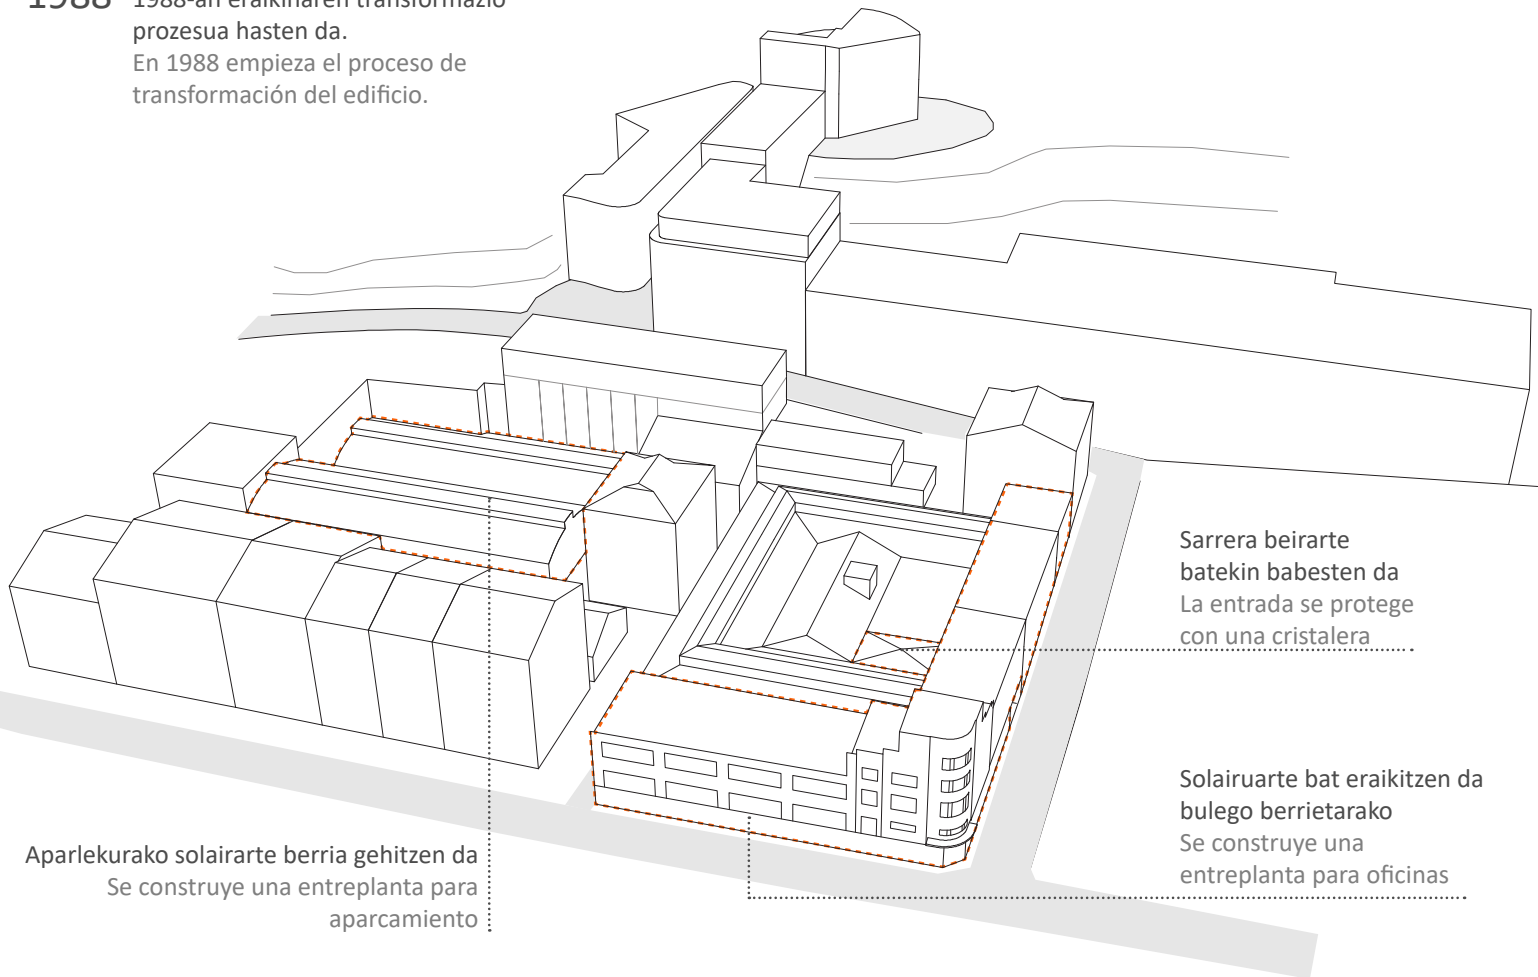 1988 1988-an eraikinaren transformazio
prozesua hasten da.
En 1988 empieza el proceso de
transformación del edificio.
Sarrera beirarte
batekin babesten da
La entrada se protege
con una cristalera
Solairuarte bat eraikitzen da
bulego berrietarako
Se construye una
entreplanta para oficinas
Aparlekurako solairarte berria gehitzen da
Se construye una entreplanta para
aparcamiento